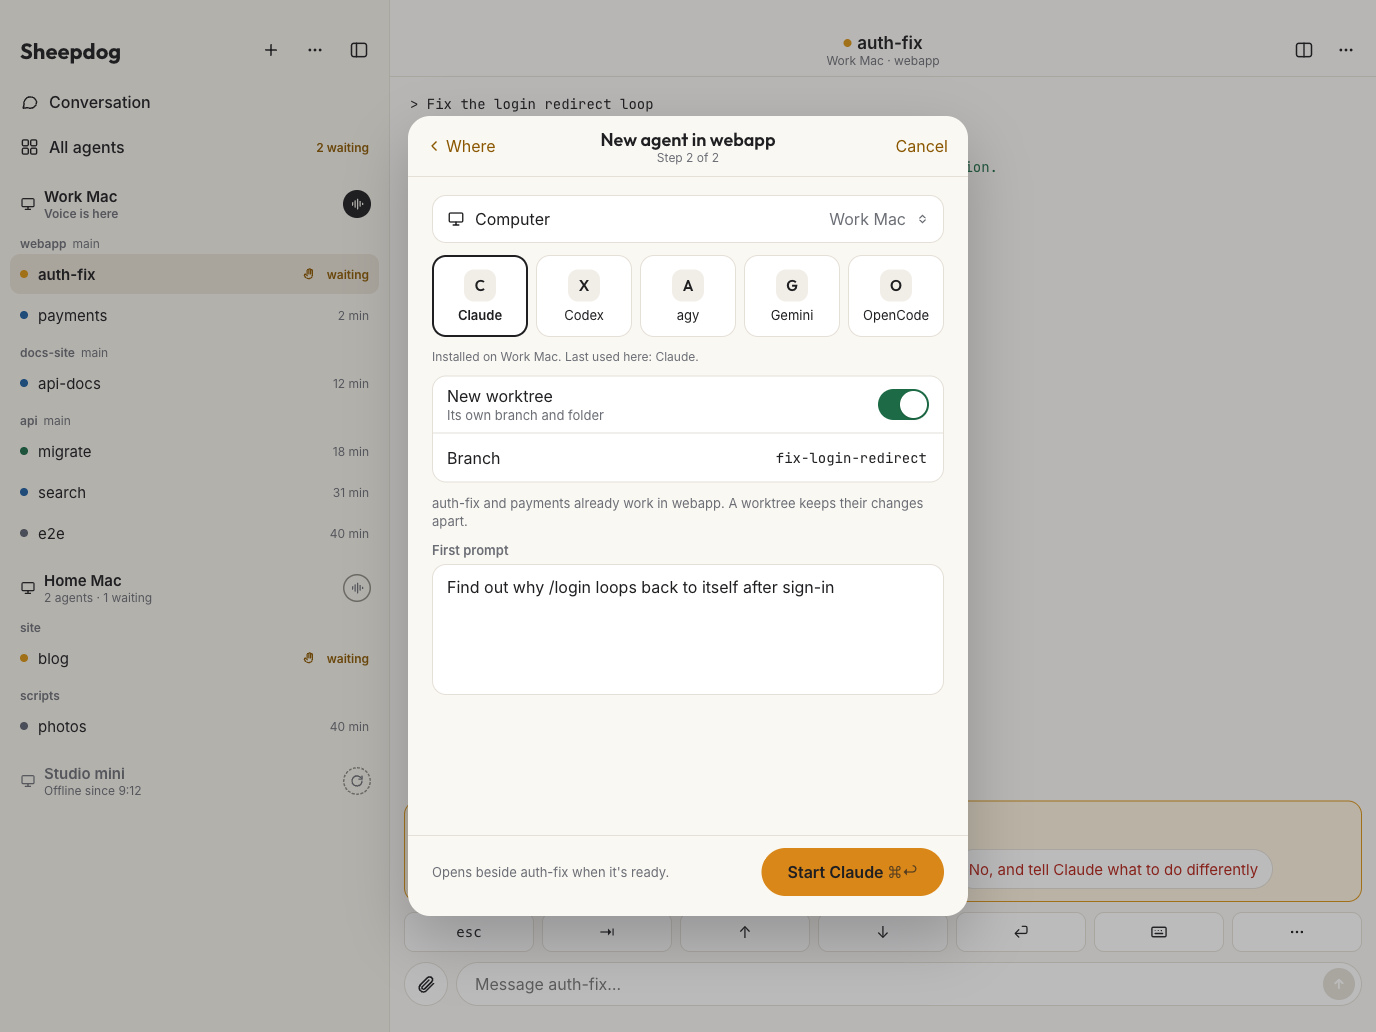 Sheepdog
Conversation
All agents
2 waiting
Work Mac
Voice is here
webapp main
auth-fix
waiting
payments
2 min
docs-site main
api-docs
12 min
api main
migrate
18 min
search
31 min
e2e
40 min
Home Mac
2 agents · 1 waiting
site
blog
waiting
scripts
photos
40 min
Studio mini
Offline since 9:12
auth-fix
Work Mac · webapp
> Fix the login redirect loop
ion.
Where
New agent in webapp
Step 2 of 2
Cancel
Computer
Work Mac
C
Claude
X
Codex
A
agy
G
Gemini
O
OpenCode
Installed on Work Mac. Last used here: Claude.
New worktree
Its own branch and folder
Branch
fix-login-redirect
auth-fix and payments already work in webapp. A worktree keeps their changes
apart.
First prompt
Find out why /login loops back to itself after sign-in
Opens beside auth-fix when it's ready.
Start Claude ⌘↩
No, and tell Claude what to do differently
esc
Message auth-fix...